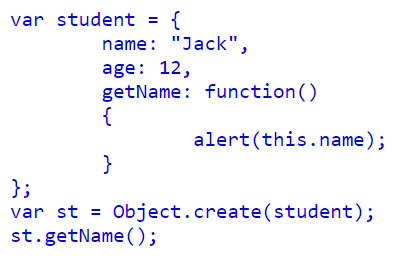 var student = {
        name: "Jack",
        age: 12,
        getName: function()
        {
                alert(this.name);
        }
};
var st = Object.create(student);
st.getName();